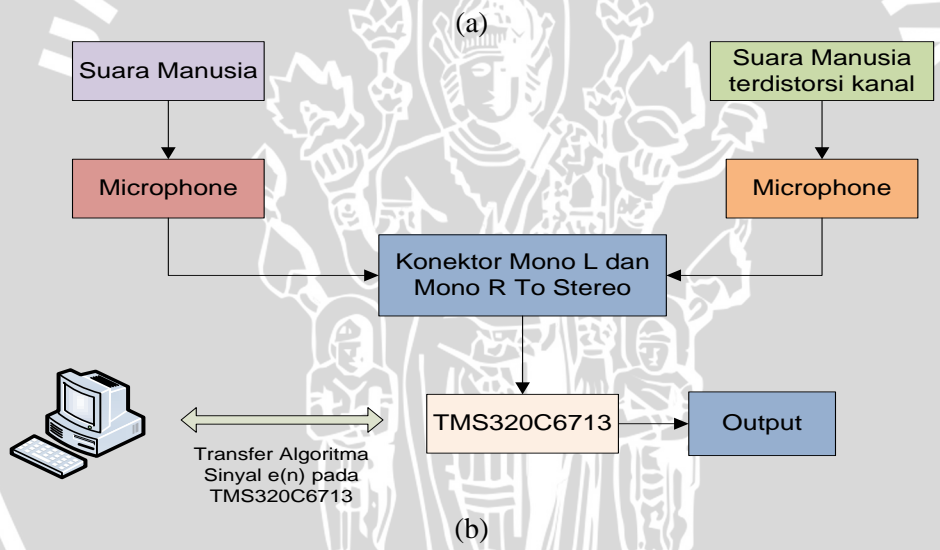 (a)
Suara Manusia
Suara Manusia
terdistorsi kanal
Microphone
Microphone
Konektor Mono L dan
Mono R To Stereo
TMS320C6713
Output
Transfer Algoritma
Sinyal e(n) pada
TMS320C6713
(b)